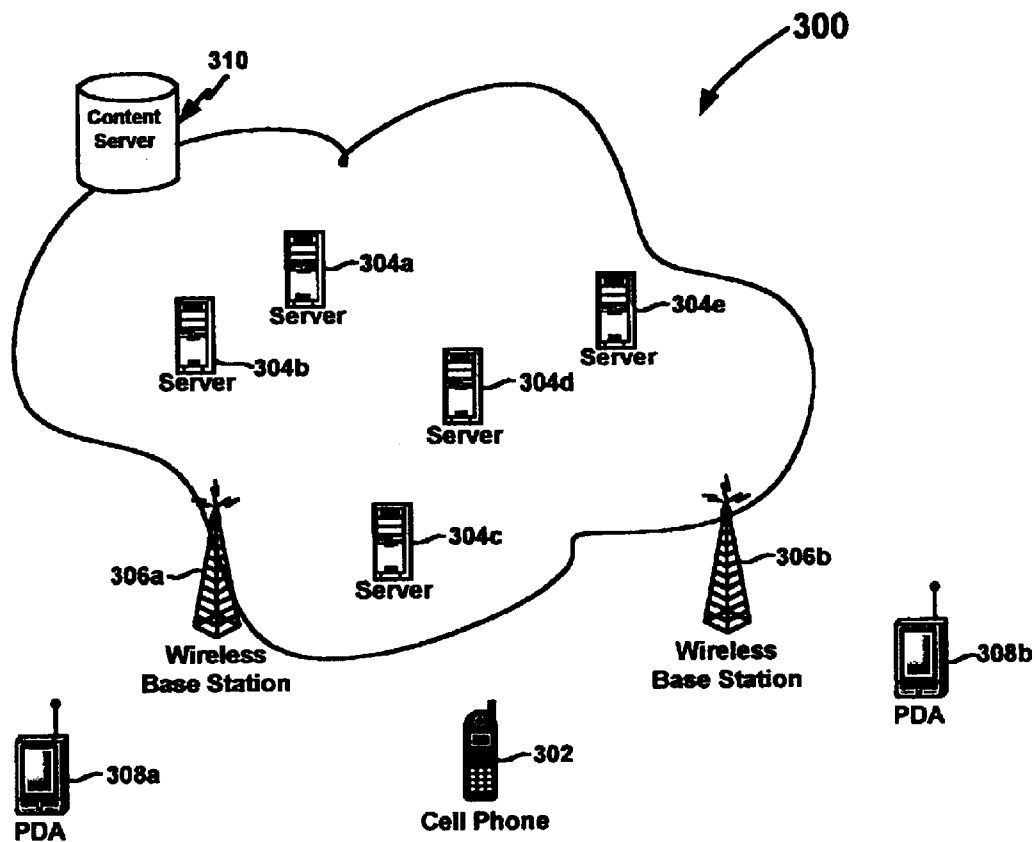 300
310
Content
Server
304a
Server
304e
Server
304b
Server
304d
Server
304c
Server
306a
Wireless
Base Station
306b
Wireless
Base Station
308b
PDA
308a
PDA
302
Cell Phone